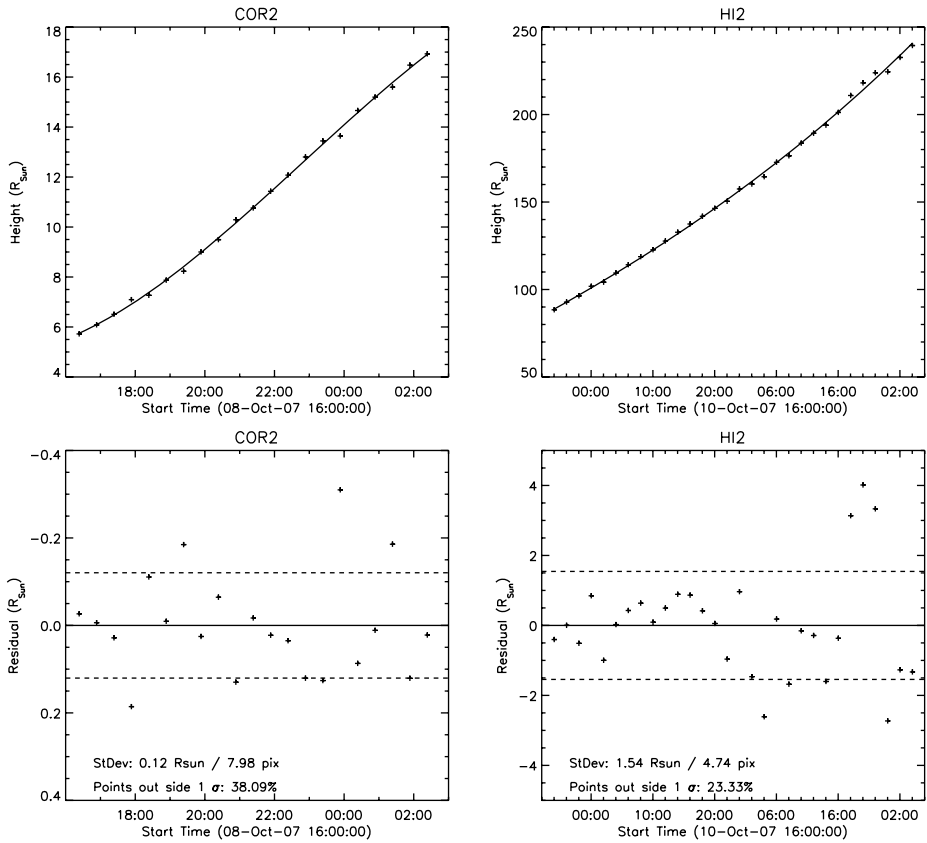 COR2
18
16
14
12
10
8
6
4
Height (R_Sun)
18:00 20:00 22:00 00:00 02:00
Start Time (08-Oct-07 16:00:00)
HI2
250
200
150
100
50
Height (R_Sun)
00:00 10:00 20:00 06:00 16:00 02:00
Start Time (10-Oct-07 16:00:00)
COR2
-0.4
-0.2
0.0
0.2
0.4
Residual (R_Sun)
StDev: 0.12 Rsun / 7.98 pix
Points out side 1 σ: 38.09%
18:00 20:00 22:00 00:00 02:00
Start Time (08-Oct-07 16:00:00)
HI2
4
2
0
-2
-4
Residual (R_Sun)
StDev: 1.54 Rsun / 4.74 pix
Points out side 1 σ: 23.33%
00:00 10:00 20:00 06:00 16:00 02:00
Start Time (10-Oct-07 16:00:00)